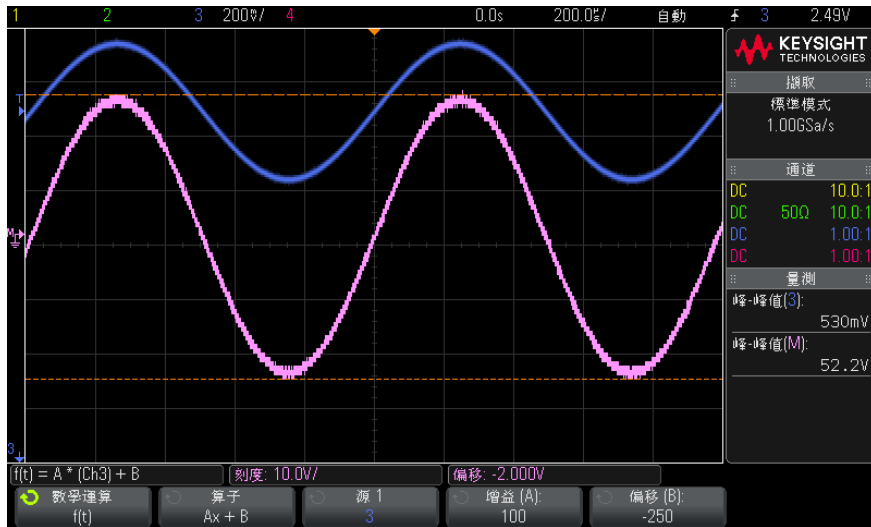 1 2 3 200mV/ 4 0.0s 200.0us/ 自動 3 2.49V
KEYSIGHT
TECHNOLOGIES
擷取
標準模式
1.00GSa/s
通道
DC 10.0:1
DC 50Ω 10.0:1
DC 1.00:1
DC 1.00:1
量測
峰-峰值(3):
530mV
峰-峰值(M):
52.2V
T
M
3
f(t) = A * (Ch3) + B 刻度: 10.0V/ 偏移: -2.000V
數學運算 算子 源 1 增益 (A): 偏移 (B):
f(t) Ax + B 3 100 -250